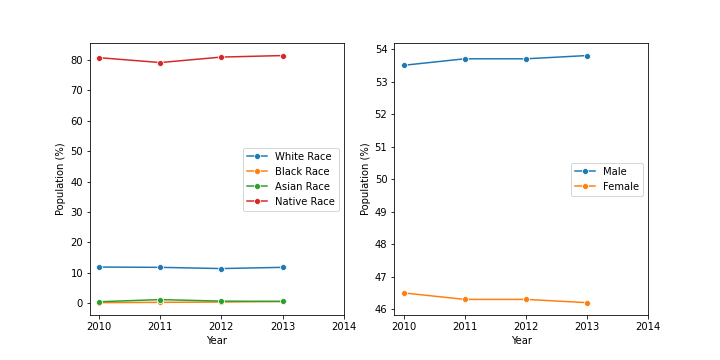 80
70
60
50
40
30
20
10
0
Population (%)
2010 2011 2012 2013 2014
Year
White Race
Black Race
Asian Race
Native Race
54
53
52
51
50
49
48
47
46
Population (%)
2010 2011 2012 2013 2014
Year
Male
Female